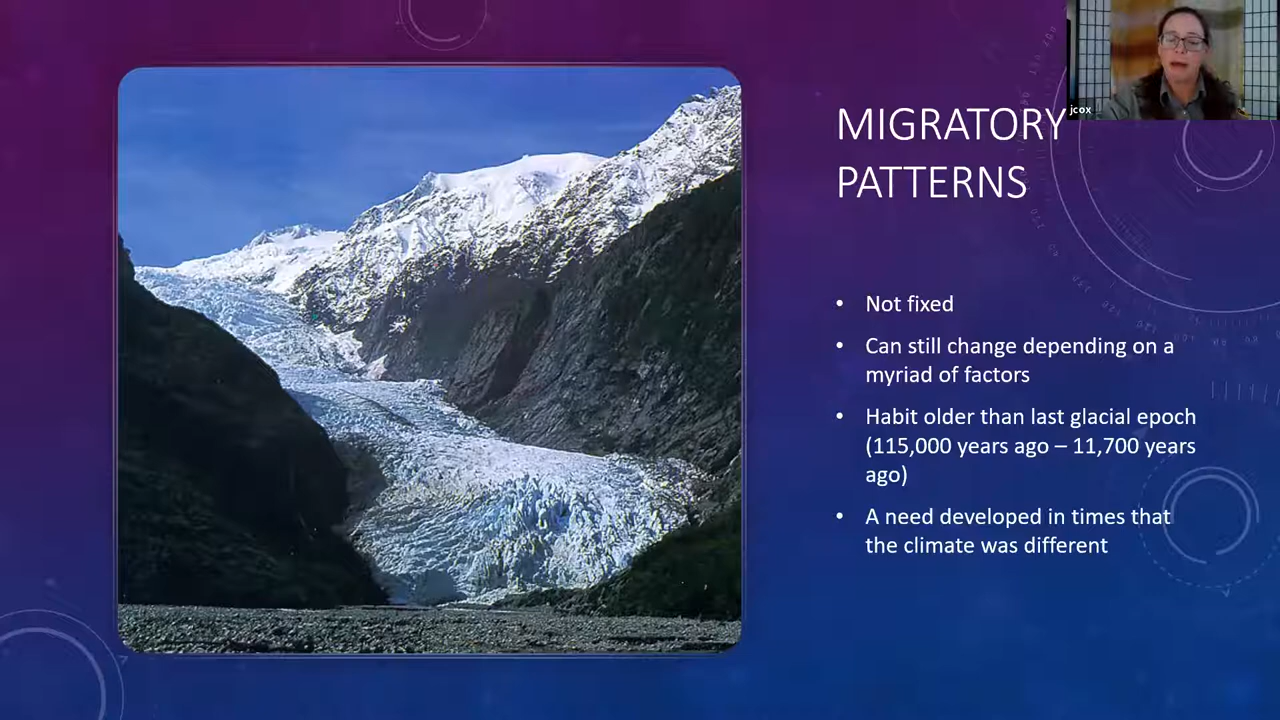 MIGRATORY
PATTERNS
jcox
• Not fixed
• Can still change depending on a
myriad of factors
• Habit older than last glacial epoch
(115,000 years ago – 11,700 years
ago)
• A need developed in times that
the climate was different